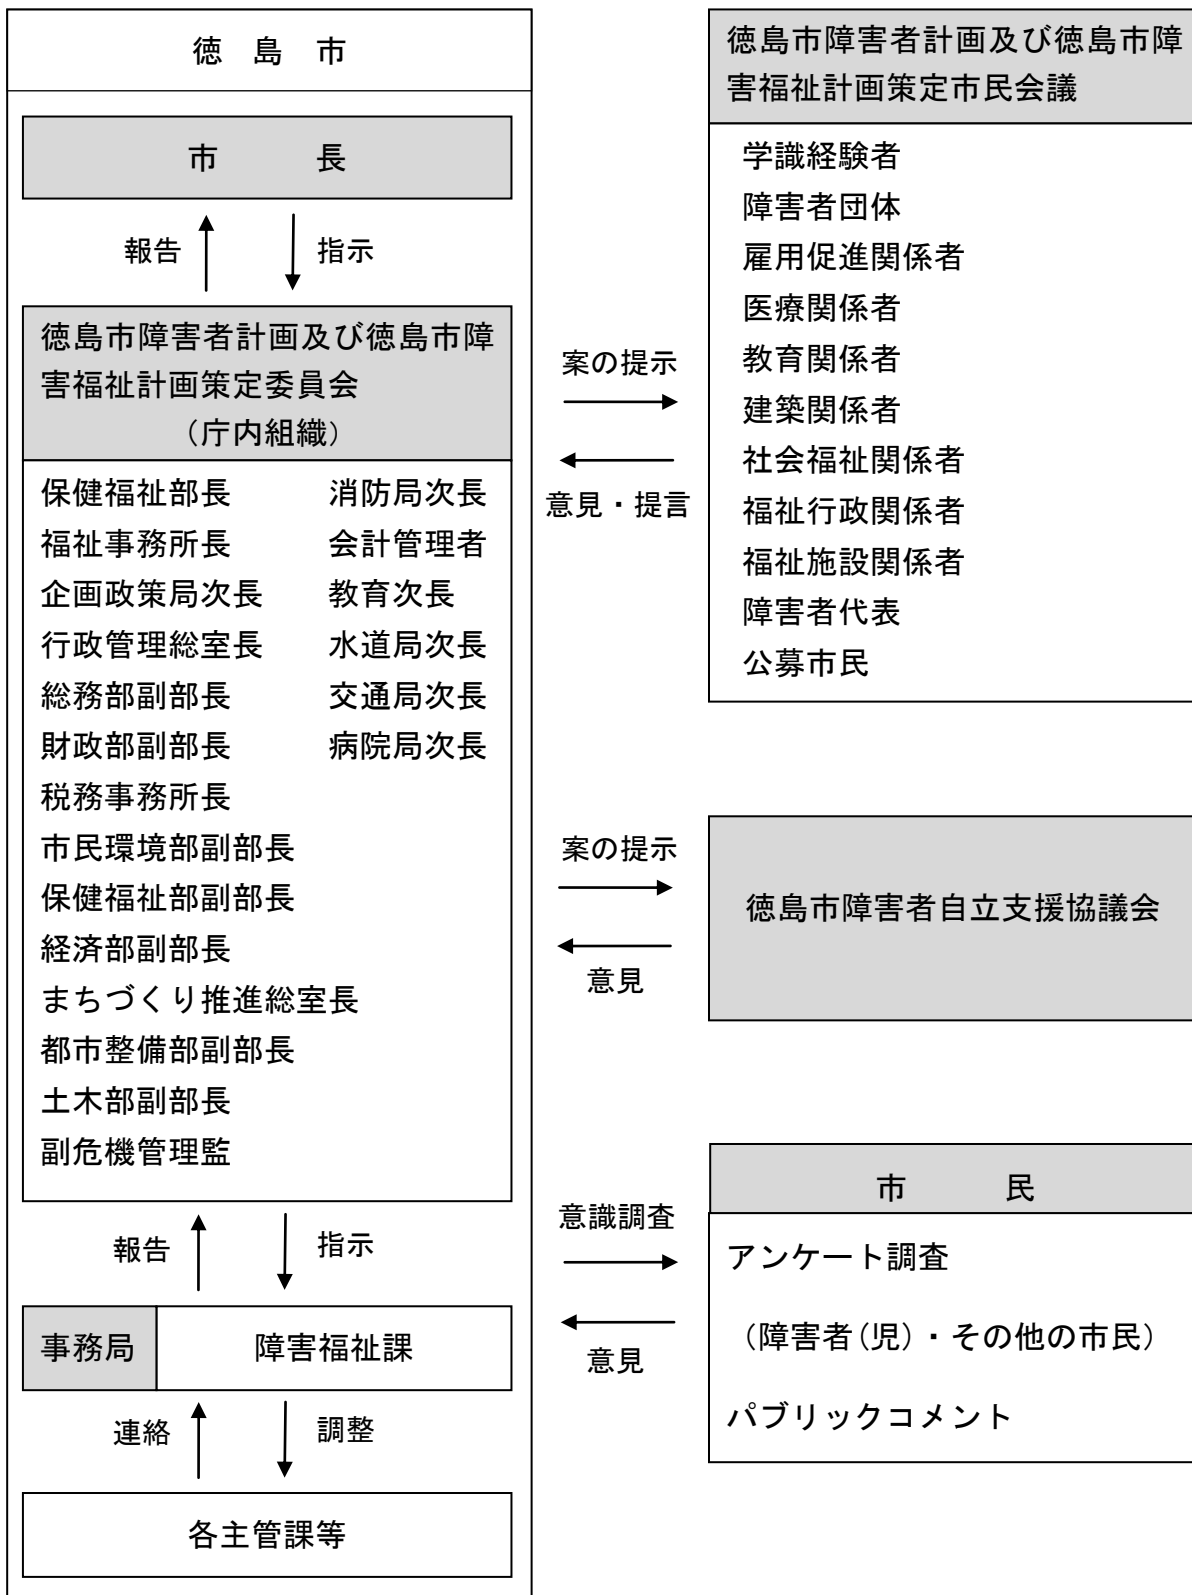 徳　島　市
市　　　長
報告
指示
徳島市障害者計画及び徳島市障
害福祉計画策定委員会
（庁内組織）
保健福祉部長　　　消防局次長
福祉事務所長　　　会計管理者
企画政策局次長　　教育次長
行政管理総室長　　水道局次長
総務部副部長　　　交通局次長
財政部副部長　　　病院局次長
税務事務所長
市民環境部副部長
保健福祉部副部長
経済部副部長
まちづくり推進総室長
都市整備部副部長
土木部副部長
副危機管理監
報告
指示
事務局
障害福祉課
連絡
調整
各主管課等
案の提示
意見・提言
徳島市障害者計画及び徳島市障
害福祉計画策定市民会議
学識経験者
障害者団体
雇用促進関係者
医療関係者
教育関係者
建築関係者
社会福祉関係者
福祉行政関係者
福祉施設関係者
障害者代表
公募市民
案の提示
意見
徳島市障害者自立支援協議会
意識調査
意見
市　　　民
アンケート調査
（障害者(児)・その他の市民）
パブリックコメント